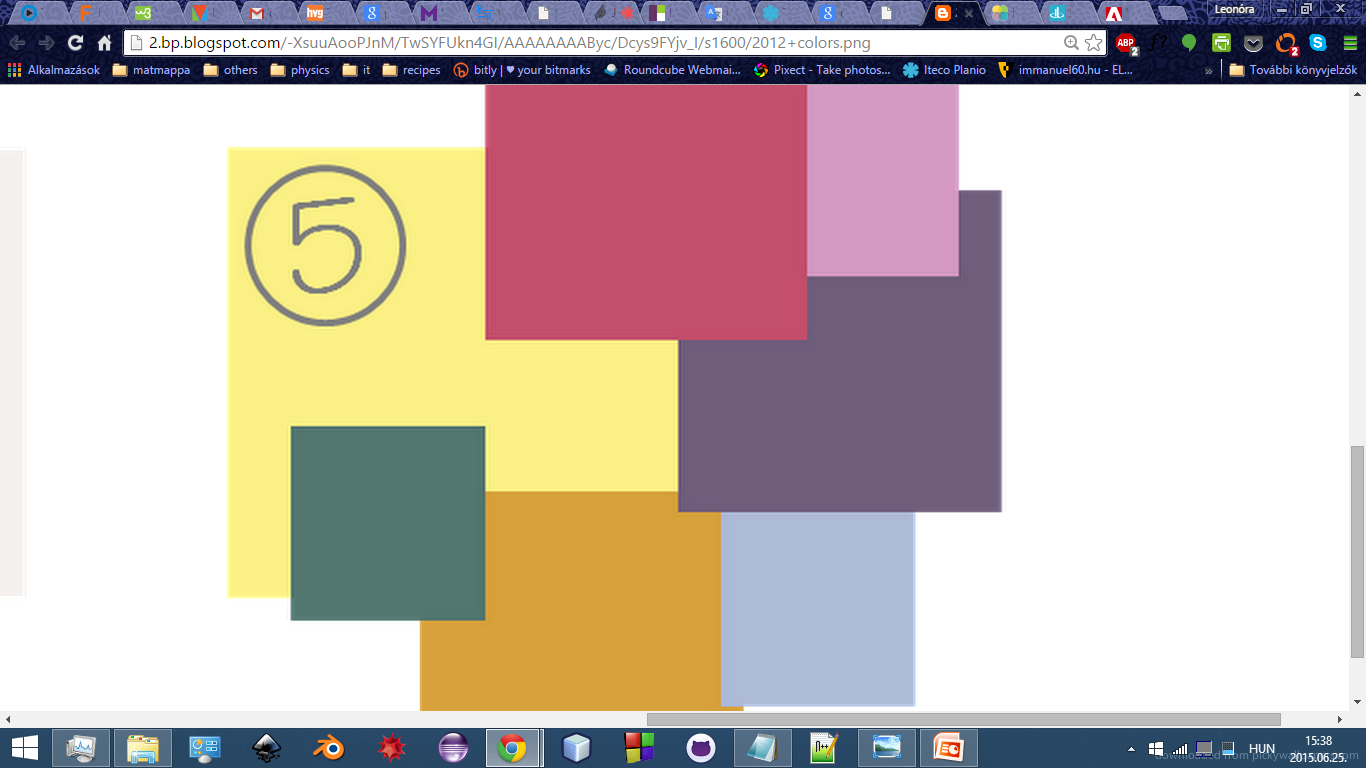 Leonóra
2.bp.blogspot.com/-XsuuAooPJnM/TwSYFUkn4GI/AAAAAAAAByc/Dcys9FYjv_I/s1600/2012+colors.png
Alkalmazások matmappa others physics it recipes bitly | ♥ your bitmarks Roundcube Webmai... Pixect - Take photos... Iteco Planio immanuel60.hu - EL... » További könyvjelzők
5
HUN 15:38
2015.06.25.